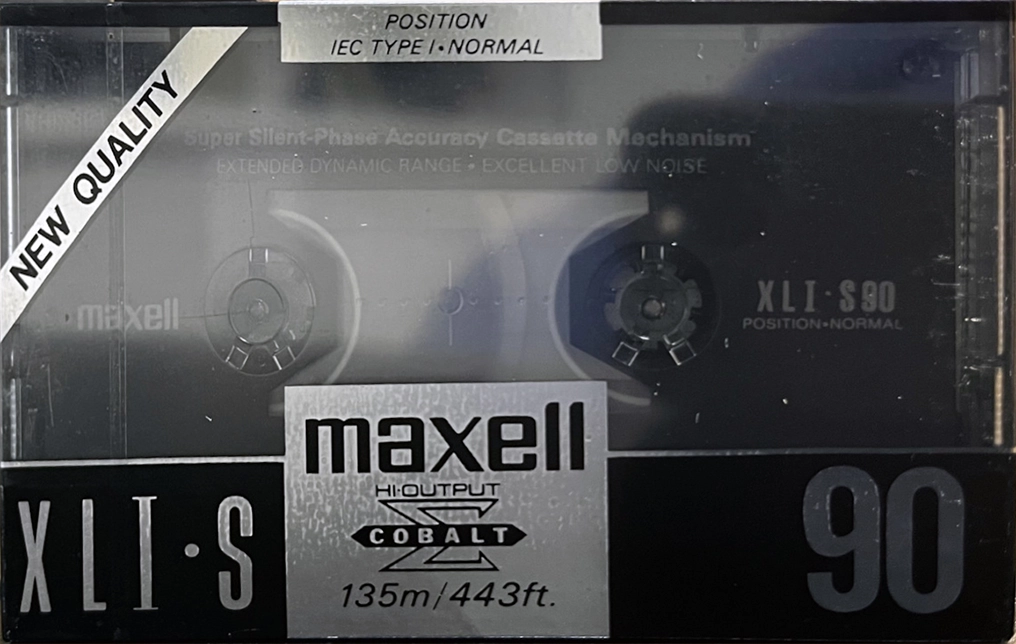 POSITION
IEC TYPE I•NORMAL
NEW QUALITY
Super Silent-Phase Accuracy Cassette Mechanism
EXTENDED DYNAMIC RANGE • EXCELLENT LOW NOISE
maxell
XLI·S90
POSITION•NORMAL
maxell
HI·OUTPUT
COBALT
135m/443ft.
XLI·S
90